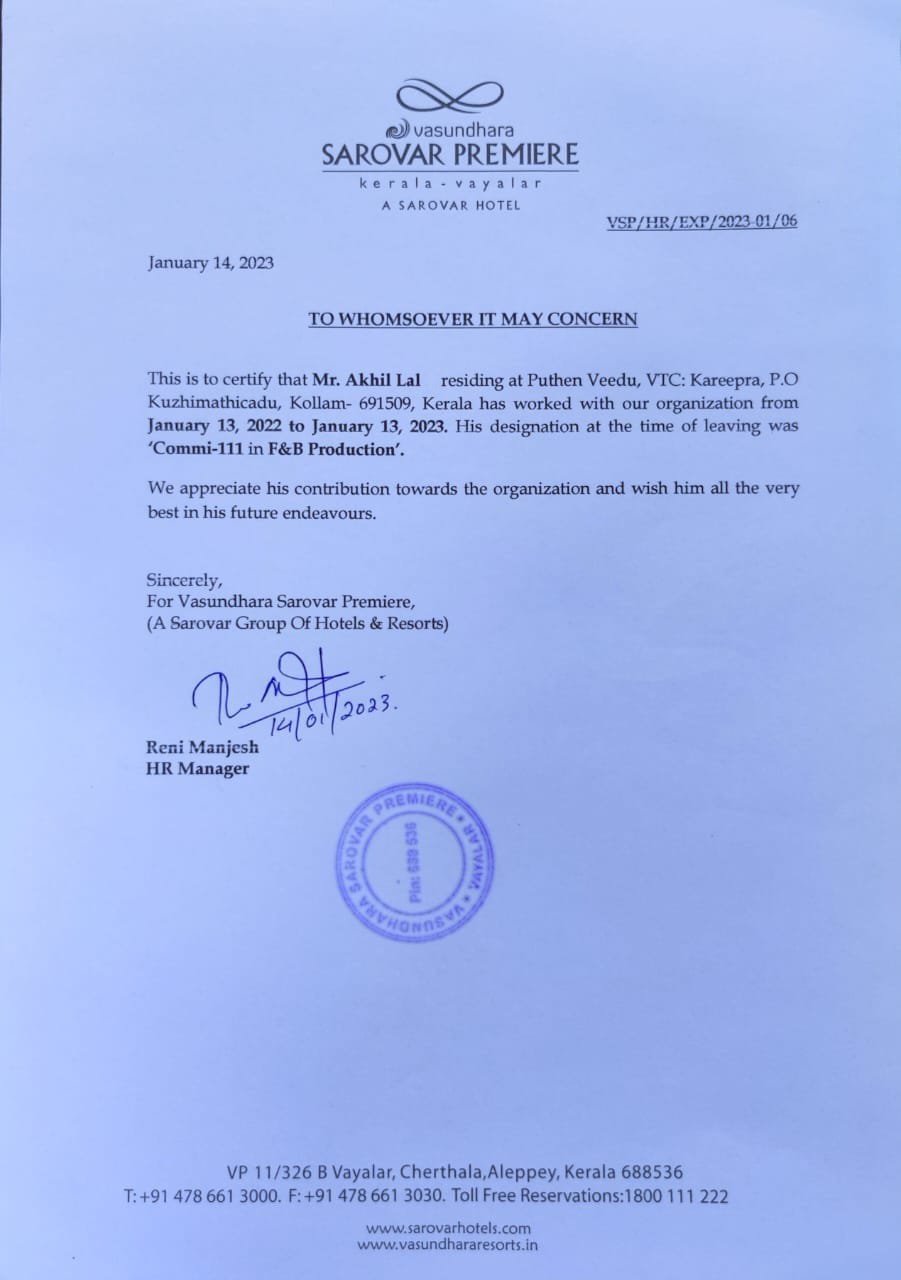 vasundhara
SAROVAR PREMIERE
kerala - vayalar
A SAROVAR HOTEL
VSP/HR/EXP/2023-01/06
January 14, 2023
TO WHOMSOEVER IT MAY CONCERN
This is to certify that Mr. Akhil Lal residing at Puthen Veedu, VTC: Kareepra, P.O
Kuzhimathicadu, Kollam- 691509, Kerala has worked with our organization from
January 13, 2022 to January 13, 2023. His designation at the time of leaving was
‘Commi-111 in F&B Production’.
We appreciate his contribution towards the organization and wish him all the very
best in his future endeavours.
Sincerely,
For Vasundhara Sarovar Premiere,
(A Sarovar Group Of Hotels & Resorts)
14/01/2023.
Reni Manjesh
HR Manager
VASUNDHARA SAROVAR PREMIERE * VAYALAR *
Pin: 688 536
VP 11/326 B Vayalar, Cherthala,Aleppey, Kerala 688536
T:+91 478 661 3000. F:+91 478 661 3030. Toll Free Reservations:1800 111 222
www.sarovarhotels.com
www.vasundhararesorts.in